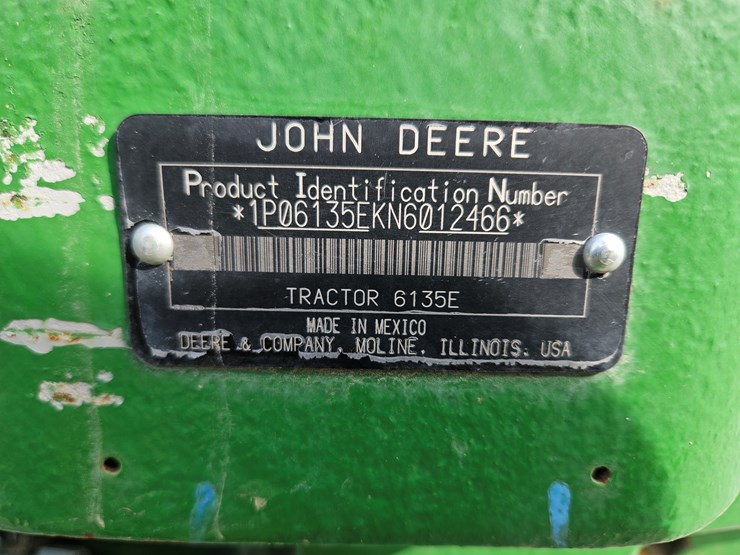 JOHN DEERE
Product Identification Number
*1P06135EKN6012466*
TRACTOR 6135E
MADE IN MEXICO
DEERE & COMPANY, MOLINE, ILLINOIS. USA